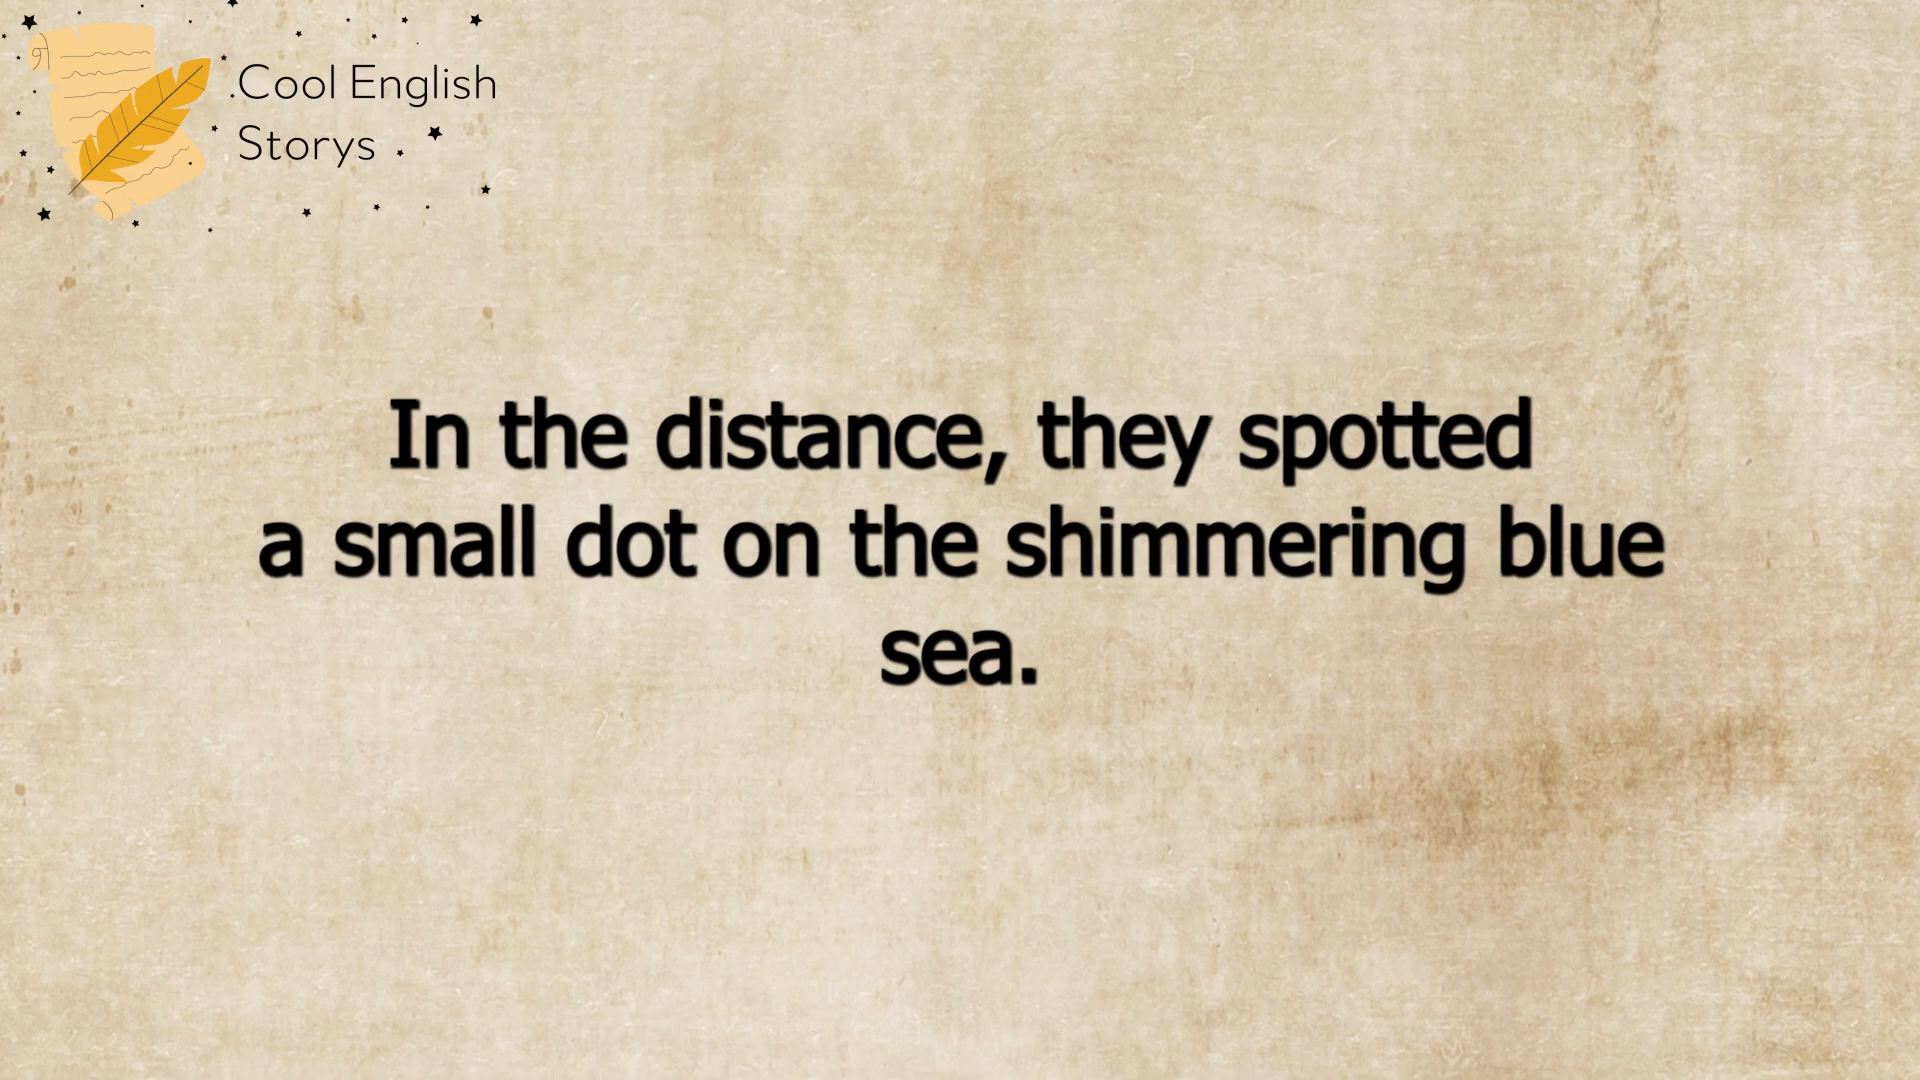 .Cool English
Storys
In the distance, they spotted
a small dot on the shimmering blue
sea.